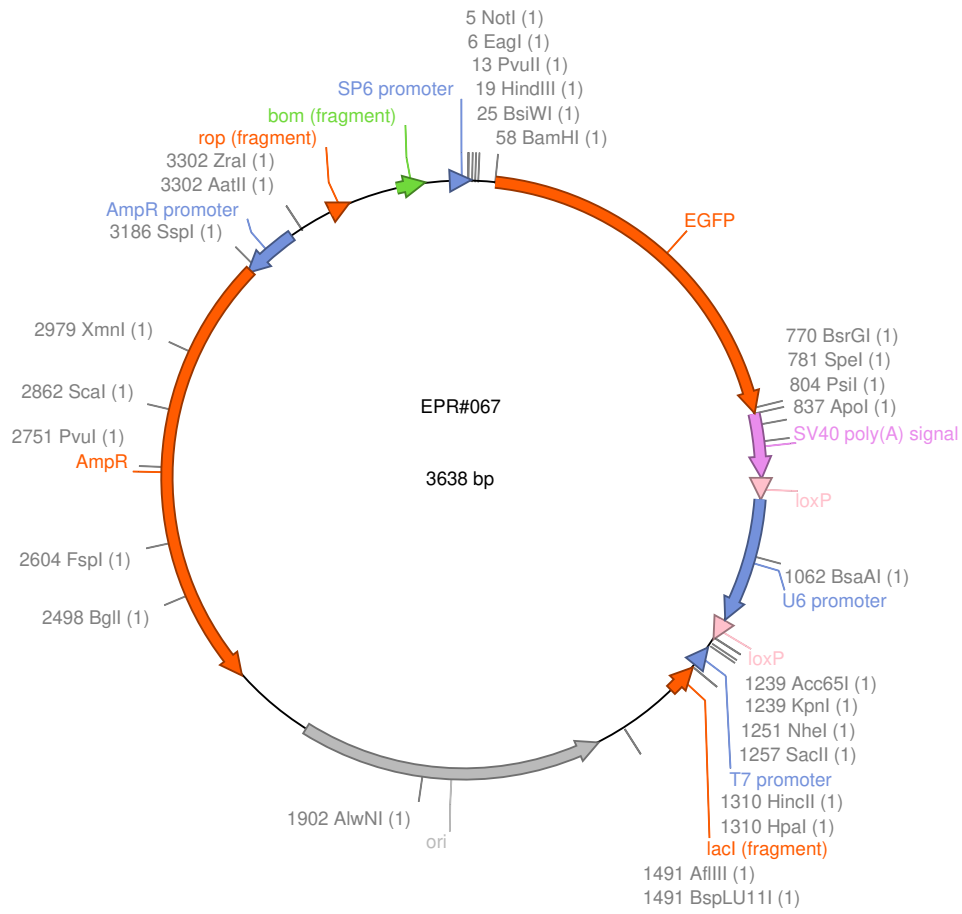 5 NotI (1)
6 EagI (1)
13 PvuII (1)
SP6 promoter
19 HindIII (1)
bom (fragment)
25 BsiWI (1)
rop (fragment)
58 BamHI (1)
3302 ZraI (1)
3302 AatII (1)
AmpR promoter
3186 SspI (1)
EGFP
2979 XmnI (1)
770 BsrGI (1)
781 SpeI (1)
804 PsiI (1)
837 ApoI (1)
2862 ScaI (1)
EPR#067
SV40 poly(A) signal
2751 PvuI (1)
AmpR
3638 bp
loxP
2604 FspI (1)
1062 BsaAI (1)
U6 promoter
2498 BglI (1)
loxP
1239 Acc65I (1)
1239 KpnI (1)
1251 NheI (1)
1257 SacII (1)
T7 promoter
1310 HincII (1)
1902 AlwNI (1)
1310 HpaI (1)
ori
lacI (fragment)
1491 AflIII (1)
1491 BspLU11I (1)